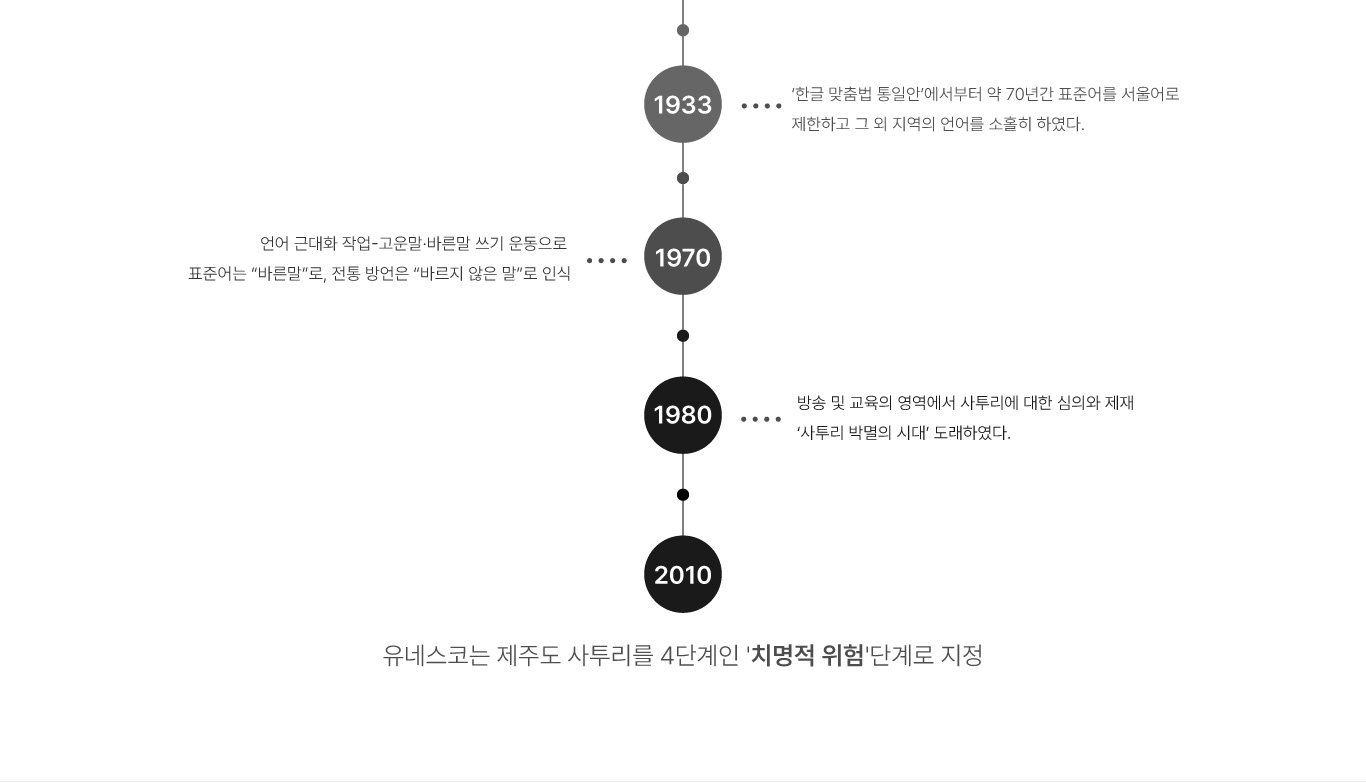 1933
‘한글 맞춤법 통일안’에서부터 약 70년간 표준어를 서울어로
제한하고 그 외 지역의 언어를 소홀히 하였다.
언어 근대화 작업-고운말·바른말 쓰기 운동으로
표준어는 “바른말”로, 전통 방언은 “바르지 않은 말”로 인식
1970
1980
방송 및 교육의 영역에서 사투리에 대한 심의와 제재
‘사투리 박멸의 시대’ 도래하였다.
2010
유네스코는 제주도 사투리를 4단계인 '치명적 위험'단계로 지정